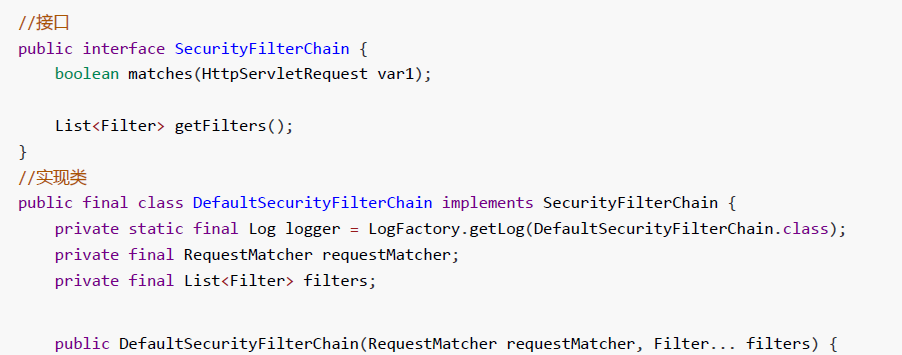 //接口
public interface SecurityFilterChain {
    boolean matches(HttpServletRequest var1);
    List<Filter> getFilters();
}
//实现类
public final class DefaultSecurityFilterChain implements SecurityFilterChain {
    private static final Log logger = LogFactory.getLog(DefaultSecurityFilterChain.class);
    private final RequestMatcher requestMatcher;
    private final List<Filter> filters;
    public DefaultSecurityFilterChain(RequestMatcher requestMatcher, Filter... filters) {